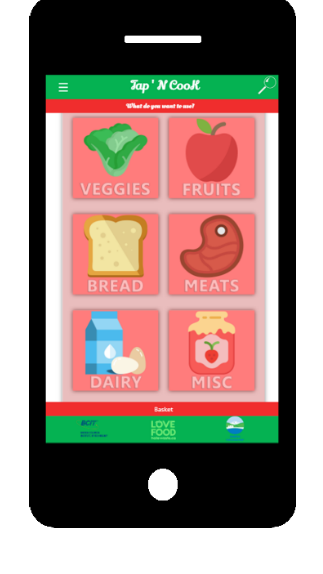 Tap ' N CooK
What do you want to use?
VEGGIES
FRUITS
BREAD
MEATS
DAIRY
MISC
Basket
LOVE
FOOD